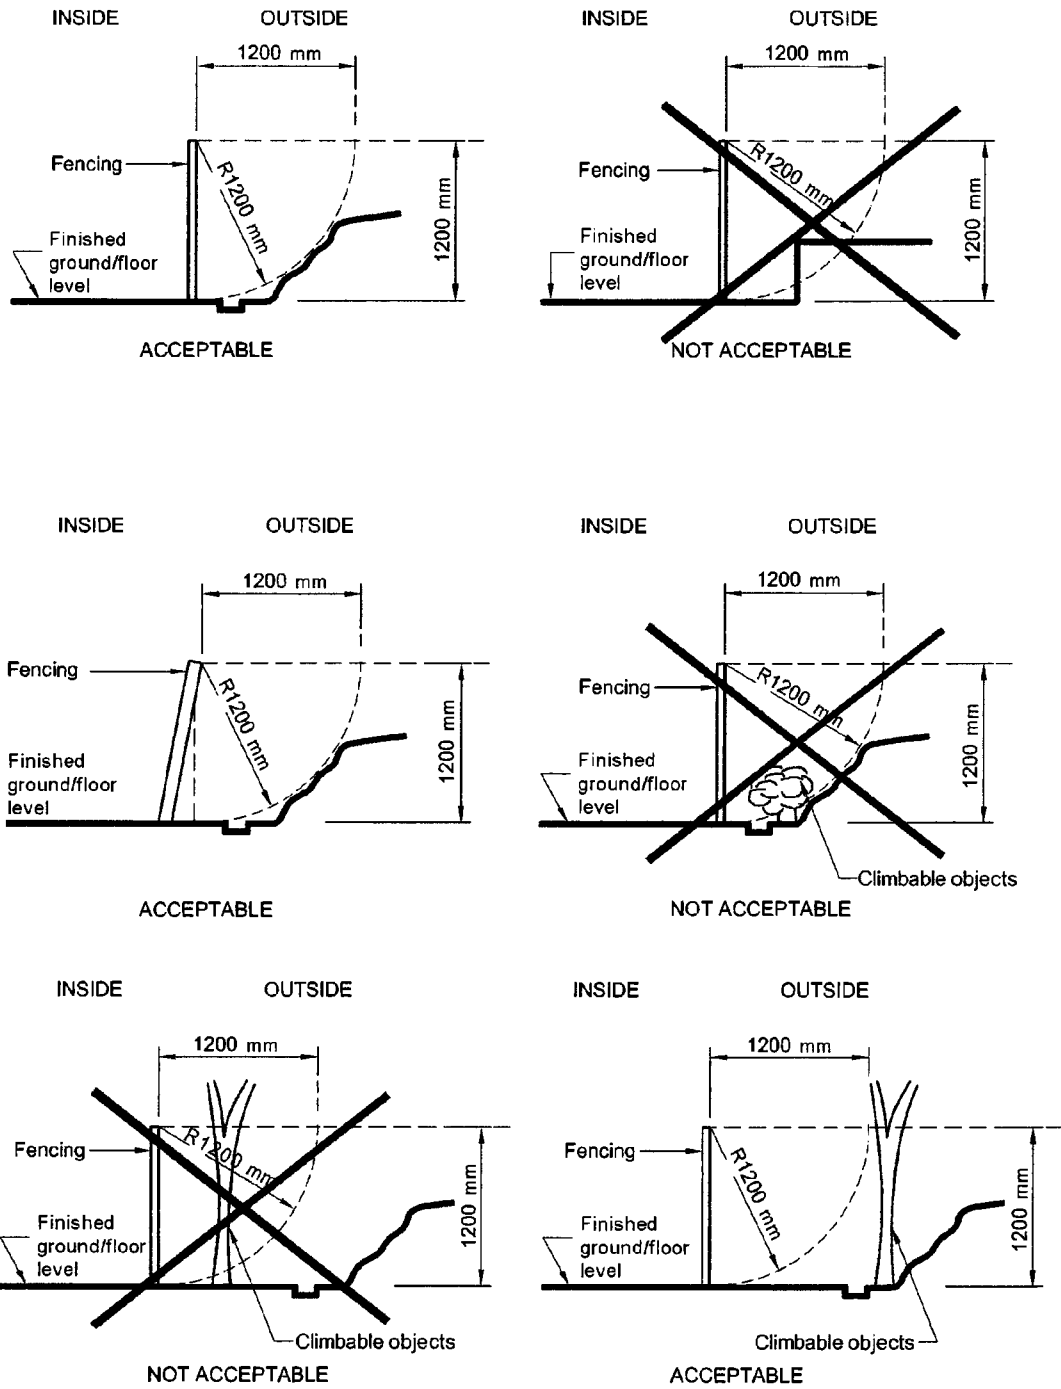 INSIDE OUTSIDE
1200 mm
Fencing
R1200 mm
1200 mm
Finished
ground/floor
level
ACCEPTABLE
INSIDE OUTSIDE
1200 mm
Fencing
R1200 mm
1200 mm
Finished
ground/floor
level
NOT ACCEPTABLE
INSIDE OUTSIDE
1200 mm
Fencing
R1200 mm
1200 mm
Finished
ground/floor
level
ACCEPTABLE
INSIDE OUTSIDE
1200 mm
Fencing
R1200 mm
1200 mm
Finished
ground/floor
level
Climbable objects
NOT ACCEPTABLE
INSIDE OUTSIDE
1200 mm
Fencing
R1200 mm
1200 mm
Finished
ground/floor
level
Climbable objects
NOT ACCEPTABLE
INSIDE OUTSIDE
1200 mm
Fencing
R1200 mm
1200 mm
Finished
ground/floor
level
Climbable objects
ACCEPTABLE